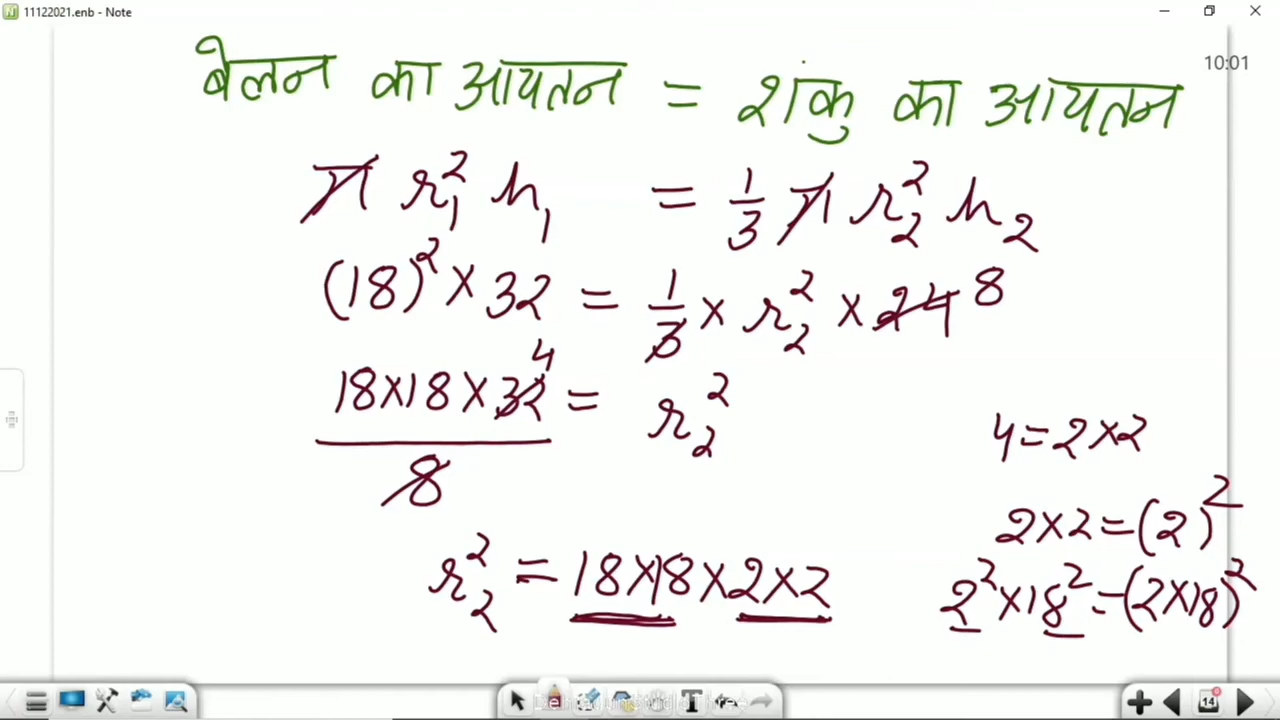 11122021.enb - Note
10:01
बेलन का आयतन = शंकु का आयतन
π r₁² h₁ = 1/3 π r₂² h₂
(18)² × 32 = 1/3 × r₂² × 24 8
4
18×18×32 = r₂²
8
4=2×2
2×2=(2)²
r₂² = 18×18×2×2
2²×18²=(2×18)²
14